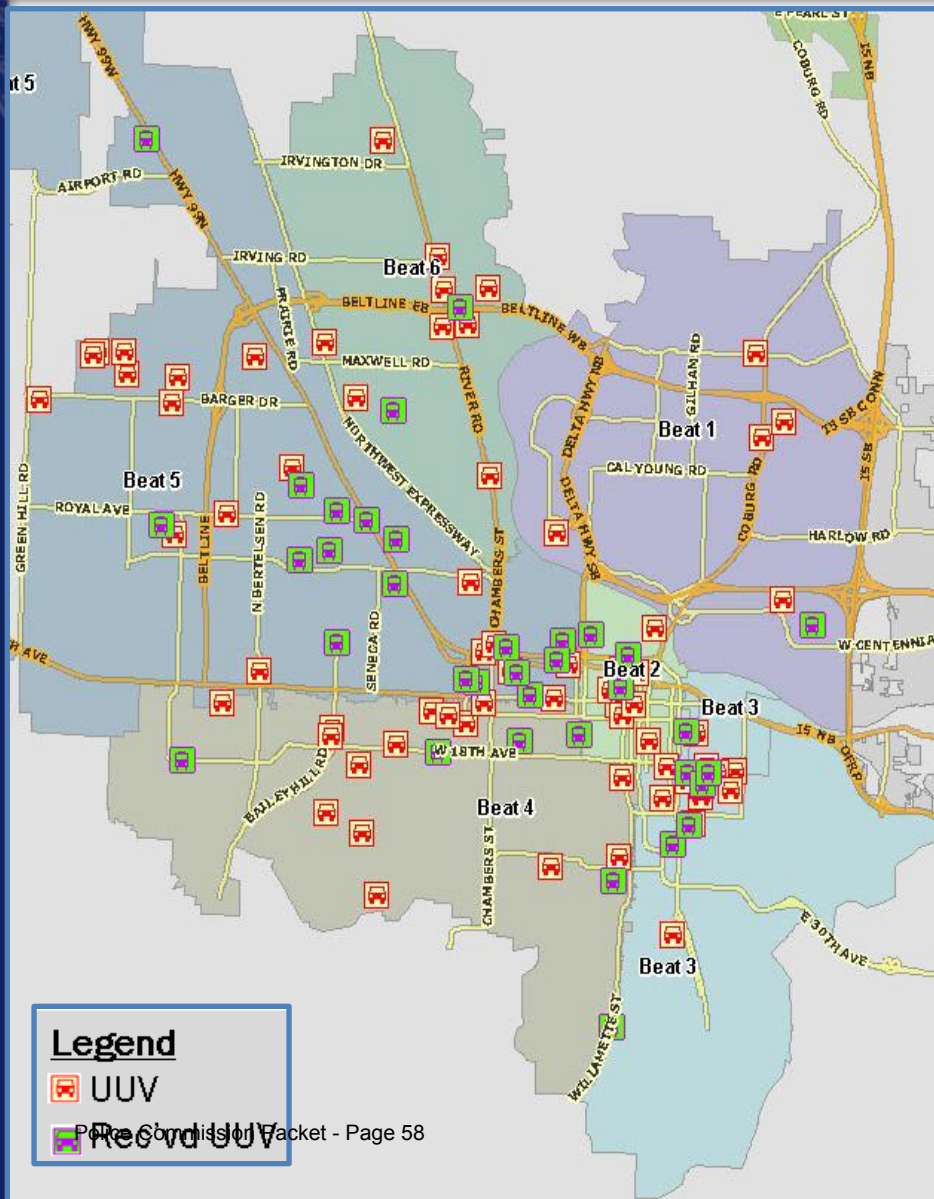 E PEARL ST
HWY 99W
COBURG RD
I5 NB
at 5
IRVINGTON DR
AIRPORT RD
HWY 99N
IRVING RD
Beat 6
PRAIRIE RD
BELTLINE EB
BELTLINE WB
MAXWELL RD
DELTA HWY NB
GILHAM RD
RIVER RD
BARGER DR
I5 SB CONN
Beat 1
NORTHWEST EXPRESSWAY
I5 SB
CAL YOUNG RD
COBURG RD
GREEN HILL RD
Beat 5
ROYAL AVE
DELTA HWY SB
HARLOW RD
BELTLINE
N BERTELSEN RD
CHAMBERS ST
SENECA RD
W CENTENNIA
H AVE
Beat 2
Beat 3
I5 NB OFRP
W 18TH AVE
BAILEY HILL RD
Beat 4
CHAMBERS ST
E 30TH AVE
Beat 3
WILLAMETTE ST
Legend
UUV
Rec'vd UUV
Police Commission Packet - Page 58